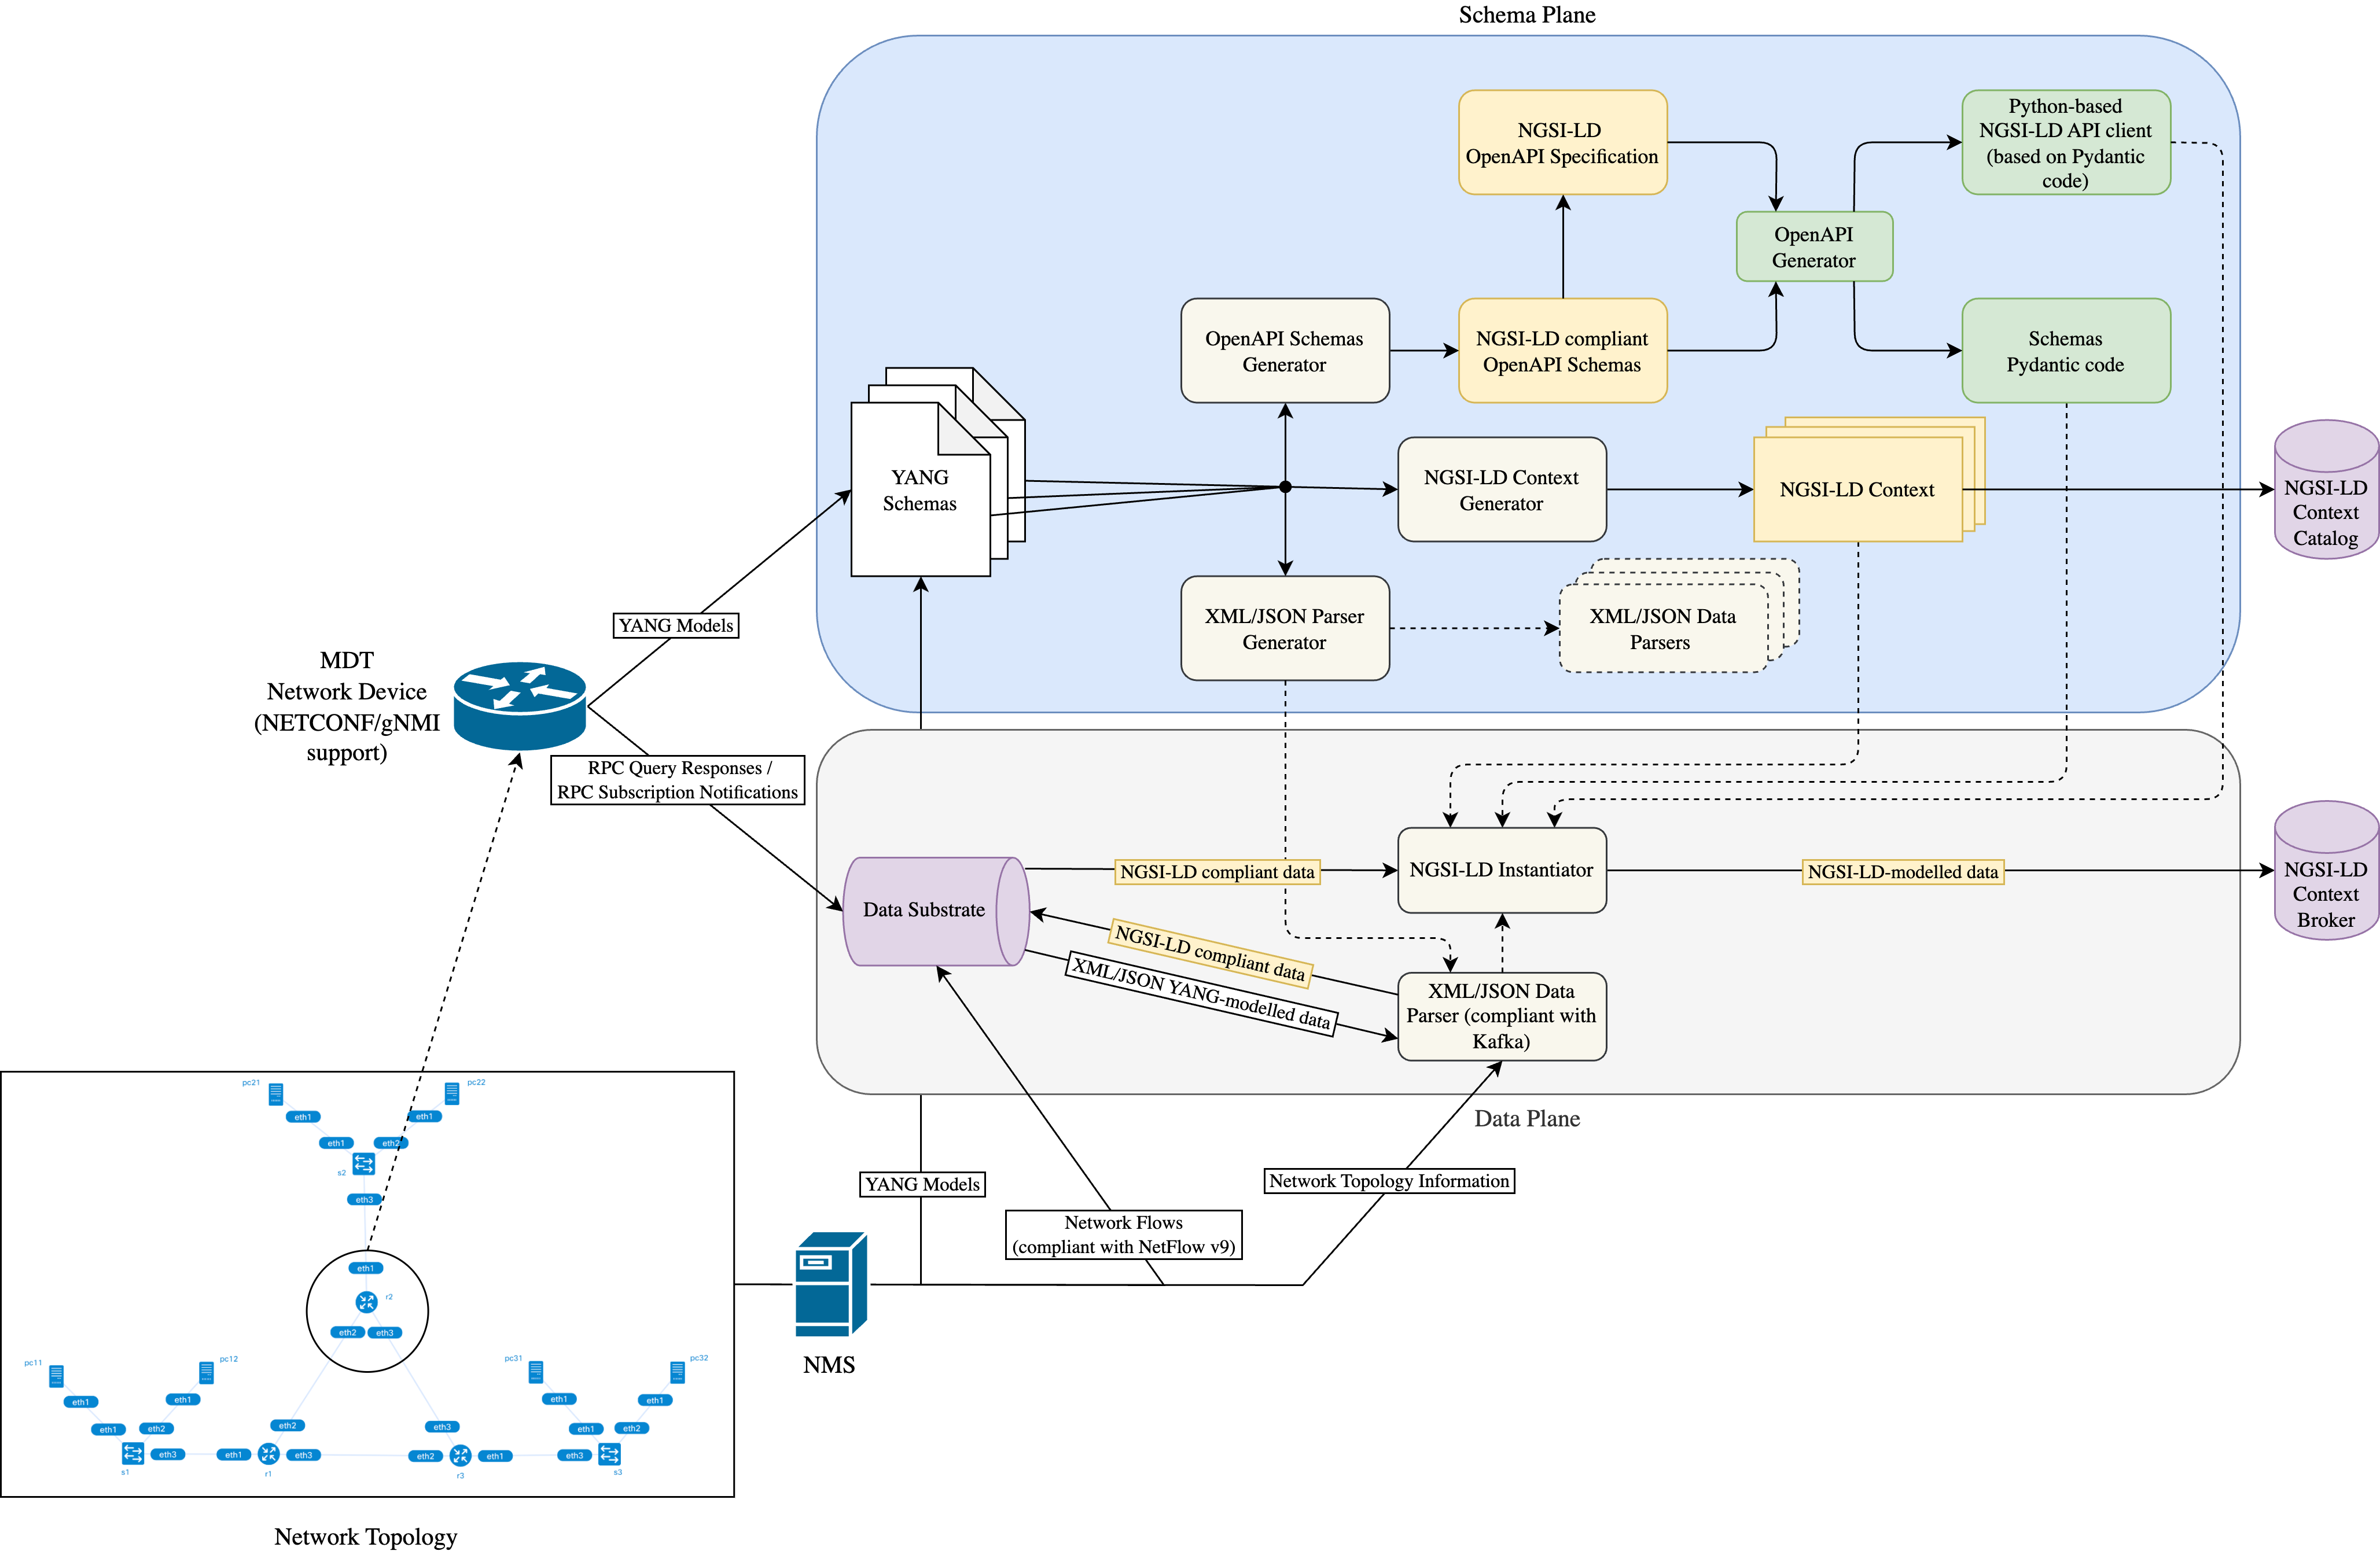 Schema Plane
NGSI-LD
OpenAPI Specification
Python-based
NGSI-LD API client
(based on Pydantic
code)
OpenAPI
Generator
OpenAPI Schemas
Generator
NGSI-LD compliant
OpenAPI Schemas
Schemas
Pydantic code
YANG
Schemas
NGSI-LD Context
Generator
NGSI-LD Context
NGSI-LD
Context
Catalog
XML/JSON Parser
Generator
XML/JSON Data
Parsers
YANG Models
MDT
Network Device
(NETCONF/gNMI
support)
RPC Query Responses /
RPC Subscription Notifications
Data Substrate
NGSI-LD compliant data
NGSI-LD Instantiator
NGSI-LD-modelled data
NGSI-LD
Context
Broker
NGSI-LD compliant data
XML/JSON YANG-modelled data
XML/JSON Data
Parser (compliant with
Kafka)
Data Plane
YANG Models
Network Flows
(compliant with NetFlow v9)
Network Topology Information
NMS
pc21
pc22
eth1
eth1
eth1
eth2
s2
eth3
eth1
r2
eth2
eth3
pc11
pc12
pc31
pc32
eth1
eth1
eth1
eth1
eth1
eth2
eth2
eth3
eth1
eth2
eth3
eth1
eth3
eth2
eth1
eth3
s1
r1
r3
s3
Network Topology